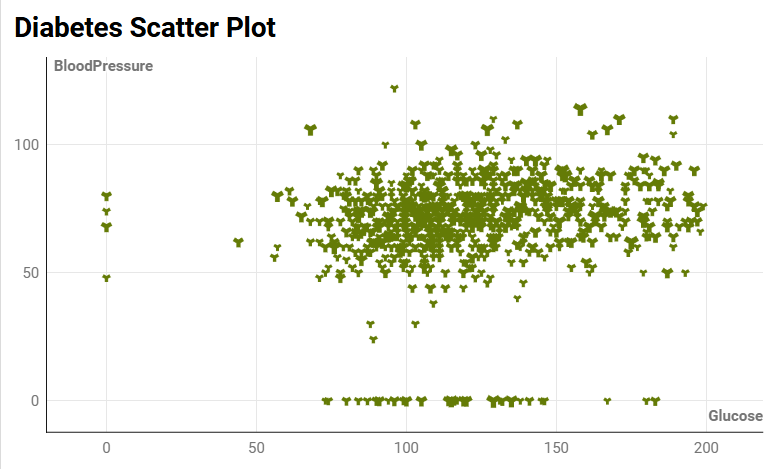 Diabetes Scatter Plot
BloodPressure
100
50
0
Glucose
0 50 100 150 200